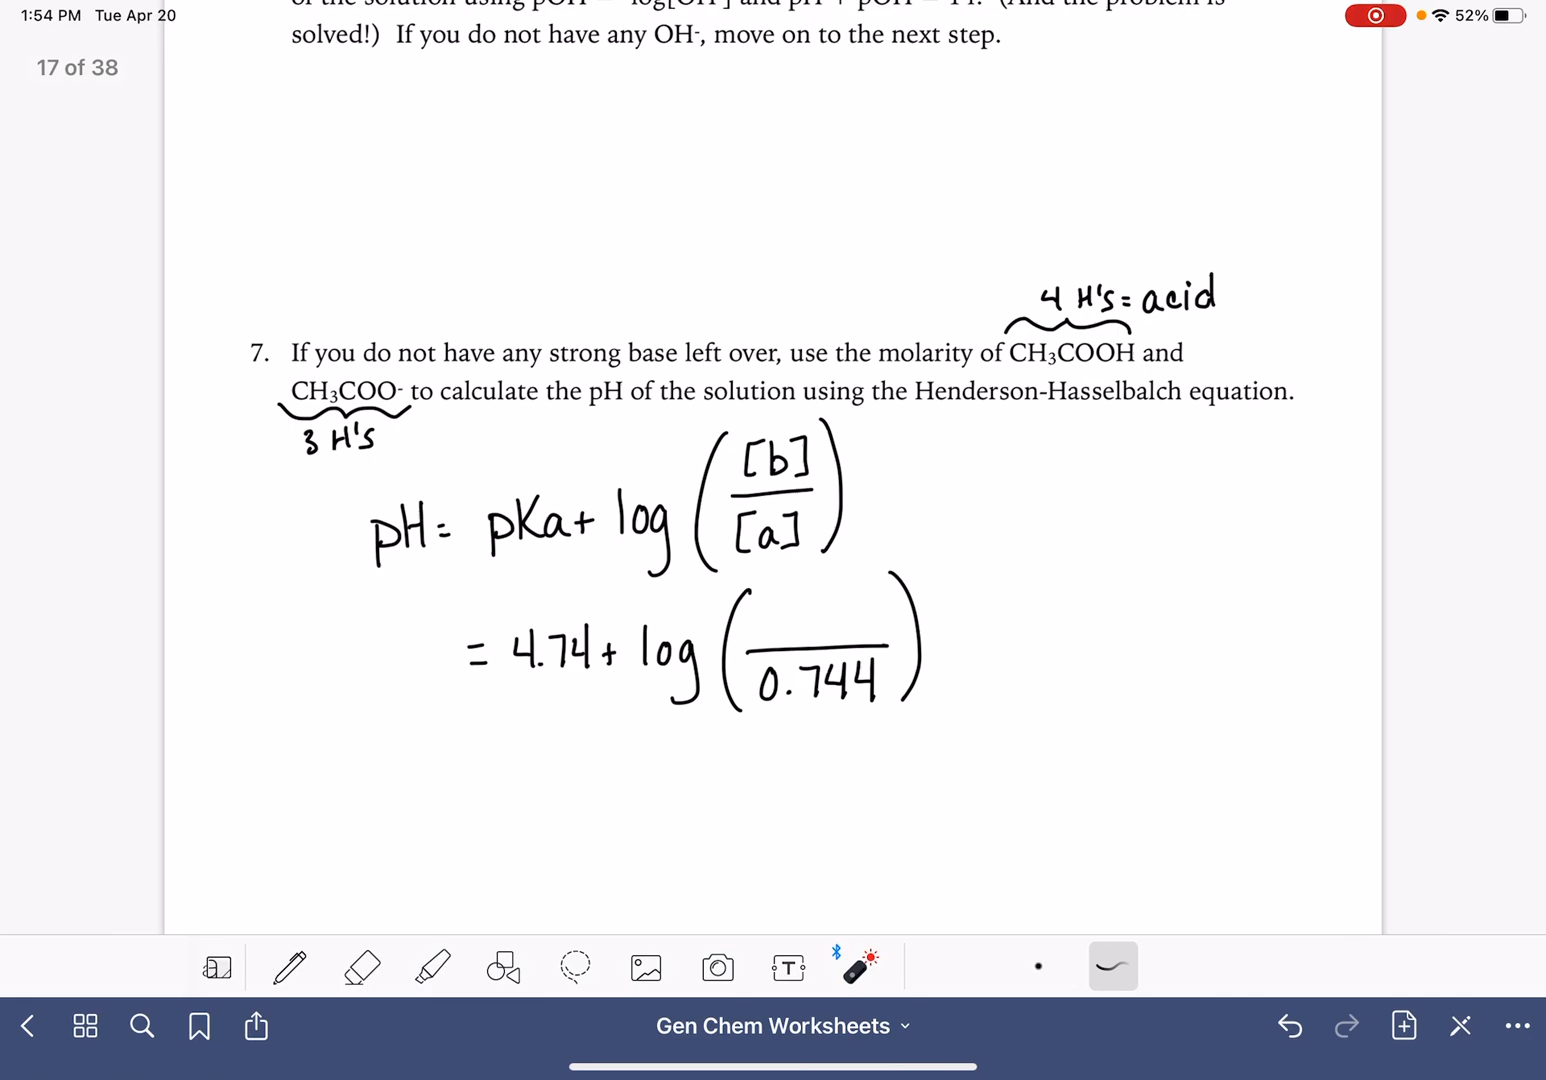 1:54 PM Tue Apr 20
52%
17 of 38
solved!) If you do not have any OH-, move on to the next step.
4 H's = acid
7. If you do not have any strong base left over, use the molarity of CH₃COOH and
CH₃COO- to calculate the pH of the solution using the Henderson-Hasselbalch equation.
3 H's
pH = pKa + log ([b] / [a])
= 4.74 + log ( / 0.744)
Gen Chem Worksheets